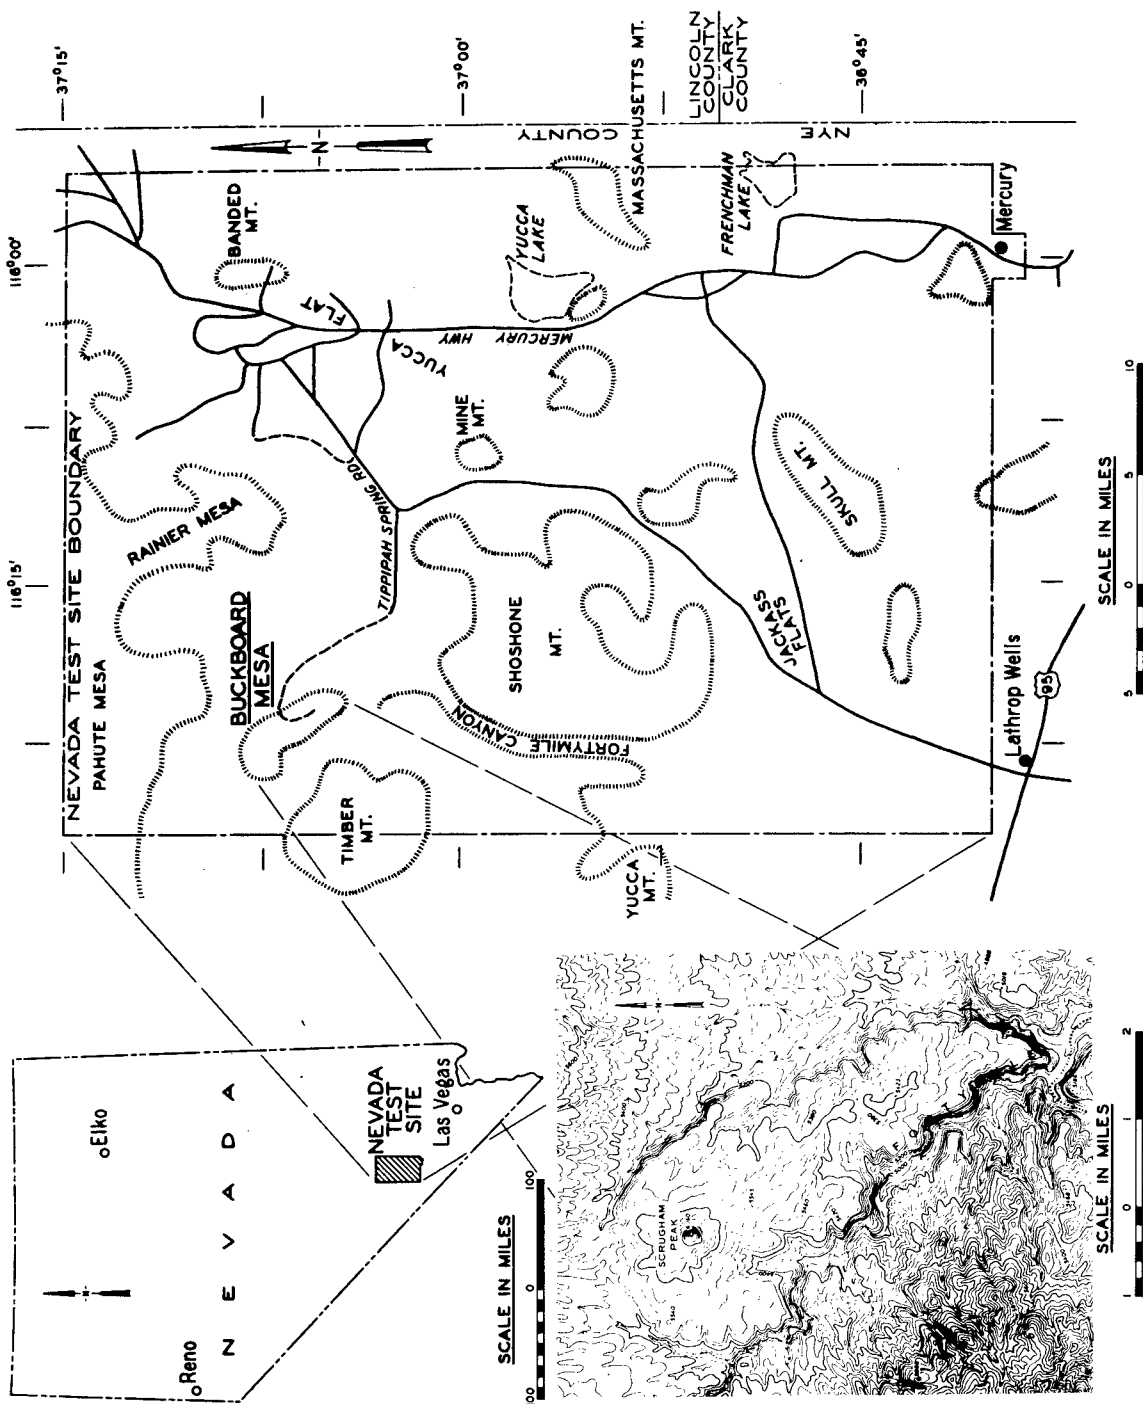 NEVADA TEST SITE BOUNDARY
PAHUTE MESA
RAINIER MESA
BUCKBOARD
MESA
TIMBER
MT.
BANDED
MT.
YUCCA
FLAT
TIPPIPAH SPRING RD.
MINE
MT.
MERCURY HWY
YUCCA
LAKE
SHOSHONE
MT.
FORTYMILE
CANYON
YUCCA
MT.
MASSACHUSETTS MT.
FRENCHMAN
LAKE
JACKASS
FLATS
SKULL MT.
Mercury
Lathrop Wells
95
NYE COUNTY
LINCOLN
COUNTY
CLARK
COUNTY
N
116°00'
116°15'
37°15'
37°00'
36°45'
SCALE IN MILES
5 0 10
NEVADA
Elko
Reno
NEVADA
TEST
SITE
Las Vegas
N
SCALE IN MILES
100 0 100
SCRUGHAM
PEAK
N
SCALE IN MILES
1 0 1 2